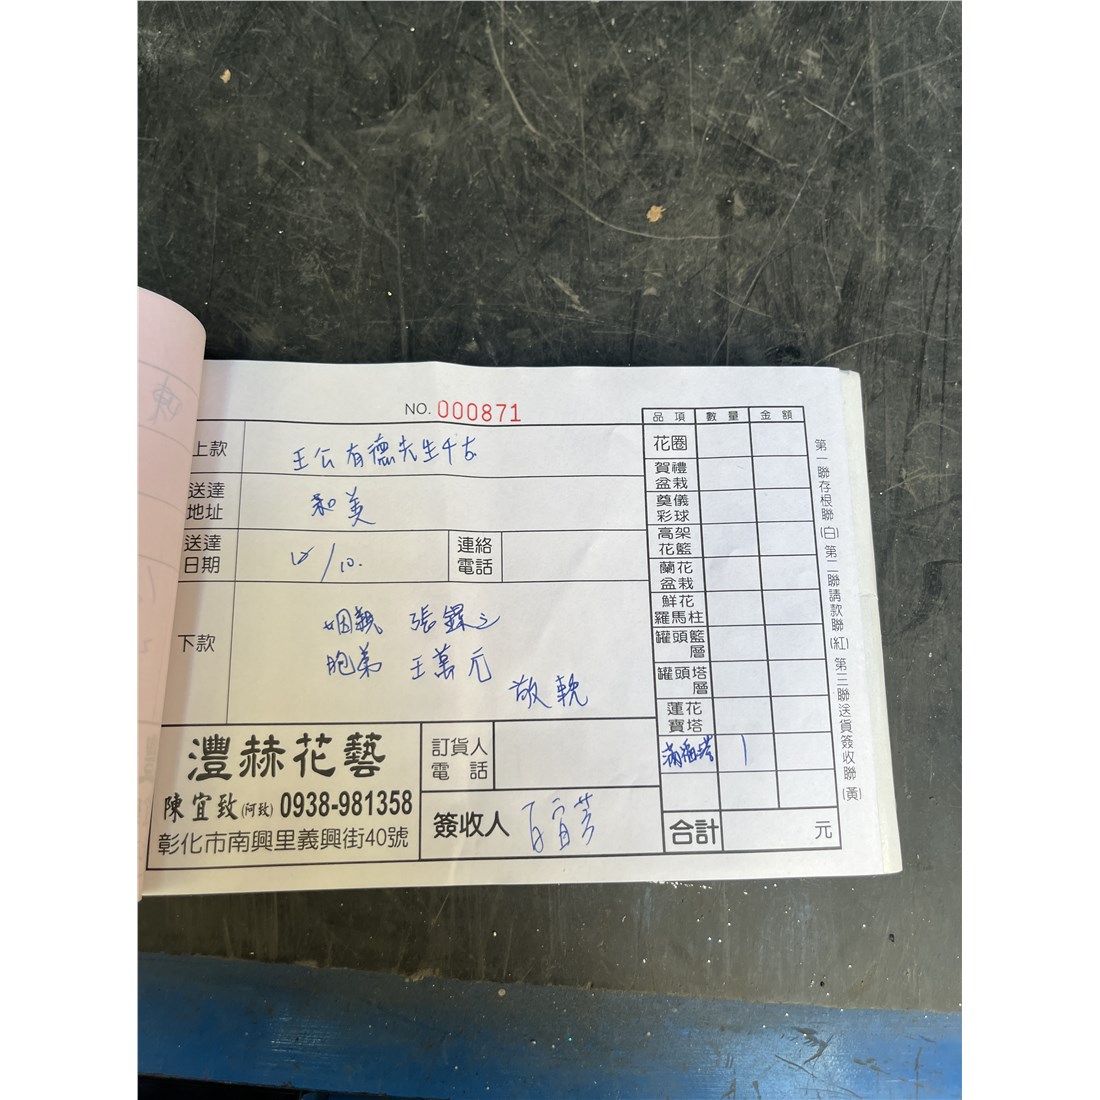 NO. 000871
上款 王公有德先生千古
送達地址 和美
送達日期 12/10. 連絡電話
下款 姻親 張鎵之
胞弟 王萬元
敬輓
灃赫花藝
陳宜致(阿致) 0938-981358
彰化市南興里義興街40號
訂貨人電話
簽收人
品項 數量 金額
花圈
賀禮盆栽
奠儀彩球
高架花籃
蘭花盆栽
鮮花羅馬柱
罐頭籃 層
罐頭塔 層
蓮花寶塔
1
合計 元
第一聯存根聯(白) 第二聯請款聯(紅) 第三聯送貨簽收聯(黃)
陳